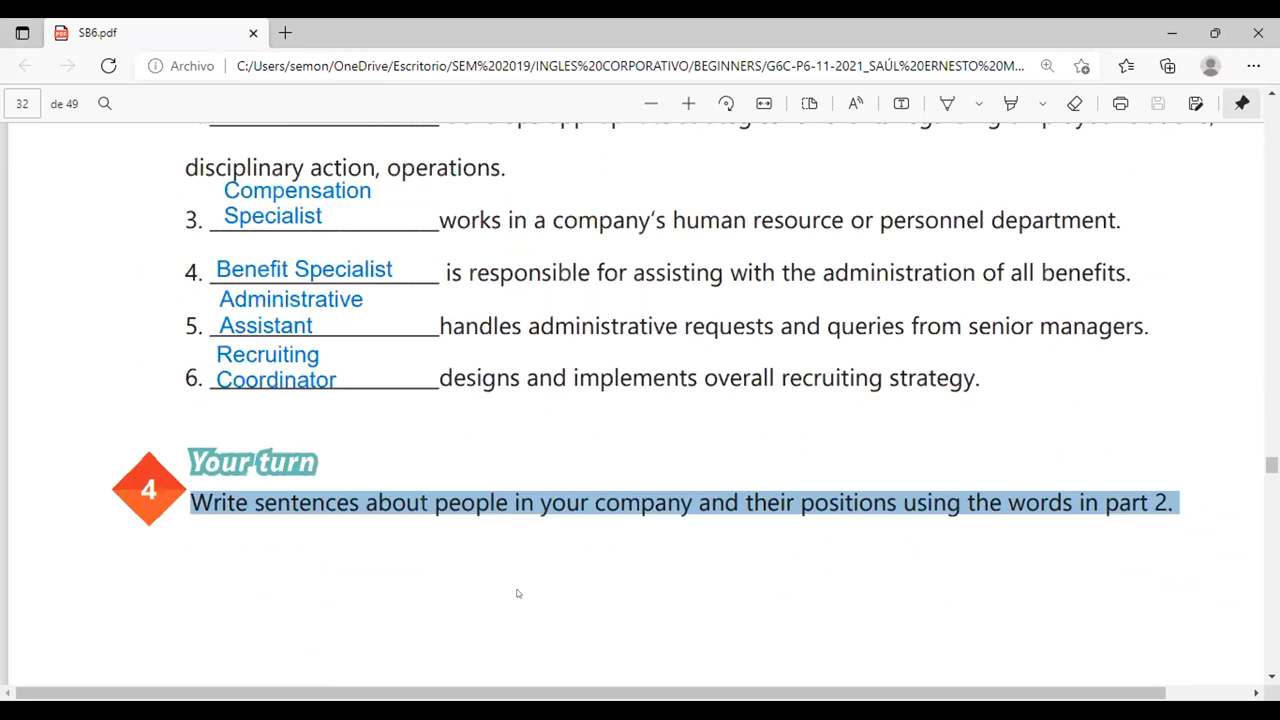 SB6.pdf
Archivo C:/Users/semon/OneDrive/Escritorio/SEM%202019/INGLES%20CORPORATIVO/BEGINNERS/G6C-P6-11-2021_SAÚL%20ERNESTO%20M...
32 de 49
disciplinary action, operations.
Compensation
3. Specialist works in a company's human resource or personnel department.
4. Benefit Specialist is responsible for assisting with the administration of all benefits.
Administrative
5. Assistant handles administrative requests and queries from senior managers.
Recruiting
6. Coordinator designs and implements overall recruiting strategy.
Your turn
4 Write sentences about people in your company and their positions using the words in part 2.